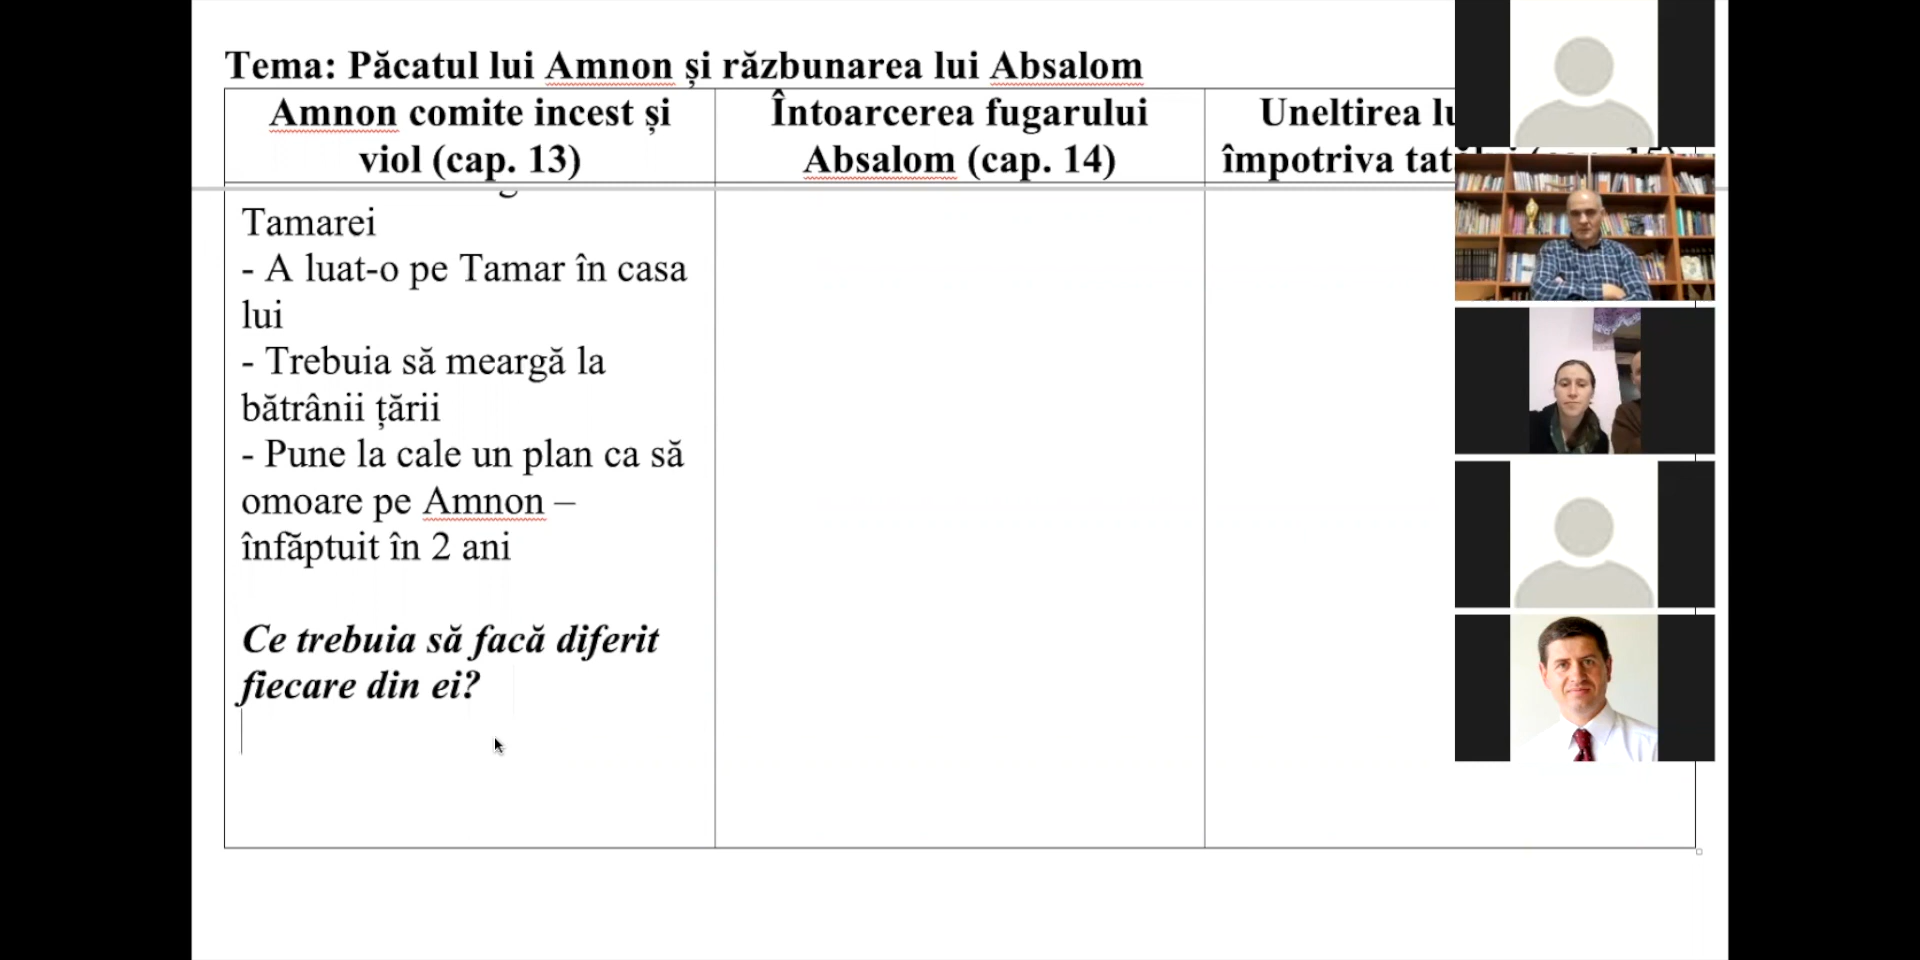 Tema: Păcatul lui Amnon și răzbunarea lui Absalom
Amnon comite incest și
viol (cap. 13)
Întoarcerea fugarului
Absalom (cap. 14)
Uneltirea
împotriva
Tamarei
- A luat-o pe Tamar în casa
lui
- Trebuia să meargă la
bătrânii țării
- Pune la cale un plan ca să
omoare pe Amnon –
înfăptuit în 2 ani
Ce trebuia să facă diferit
fiecare din ei?